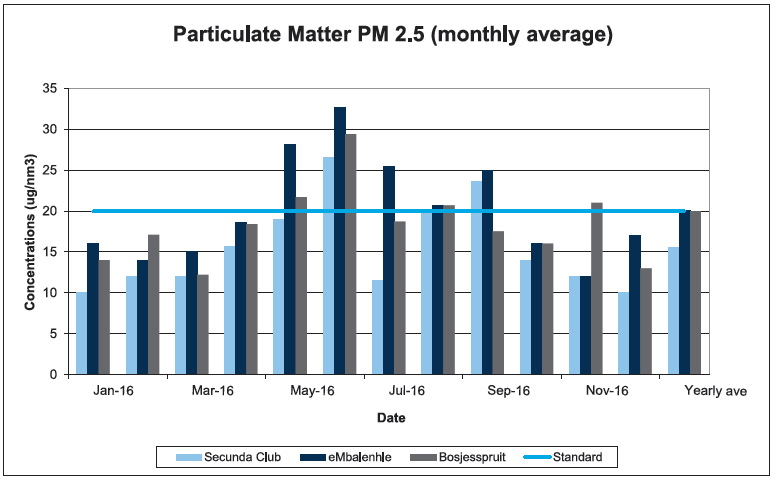 Particulate Matter PM 2.5 (monthly average)
Concentrations (ug/nm3)
35
30
25
20
15
10
5
0
Jan-16 Mar-16 May-16 Jul-16 Sep-16 Nov-16 Yearly ave
Date
Secunda Club eMbalenhle Bosjesspruit Standard